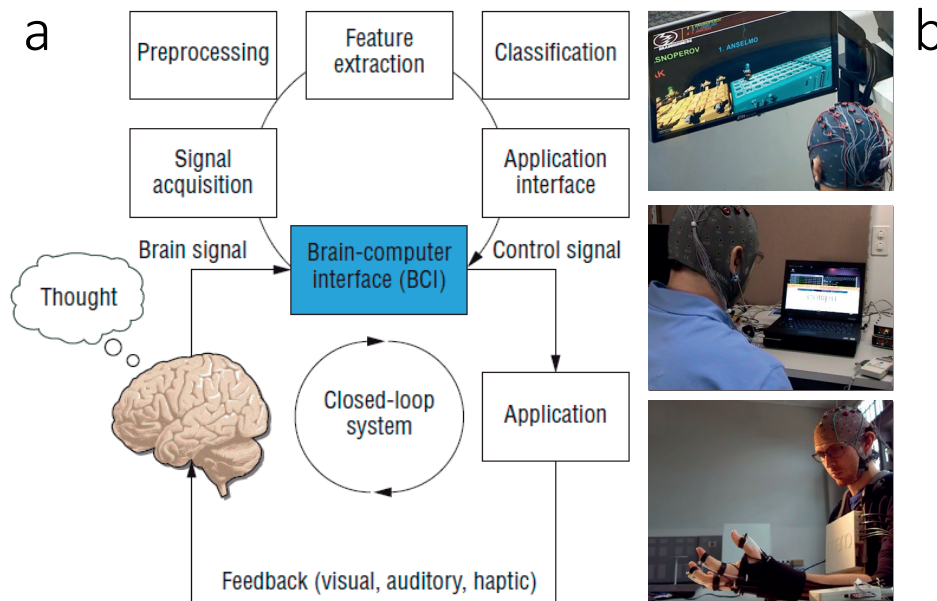 a
b
Preprocessing
Feature
extraction
Classification
Signal
acquisition
Application
interface
Brain signal
Brain-computer
interface (BCI)
Control signal
Thought
Closed-loop
system
Application
Feedback (visual, auditory, haptic)
SNOPEROV
AK
1. ANSELMO